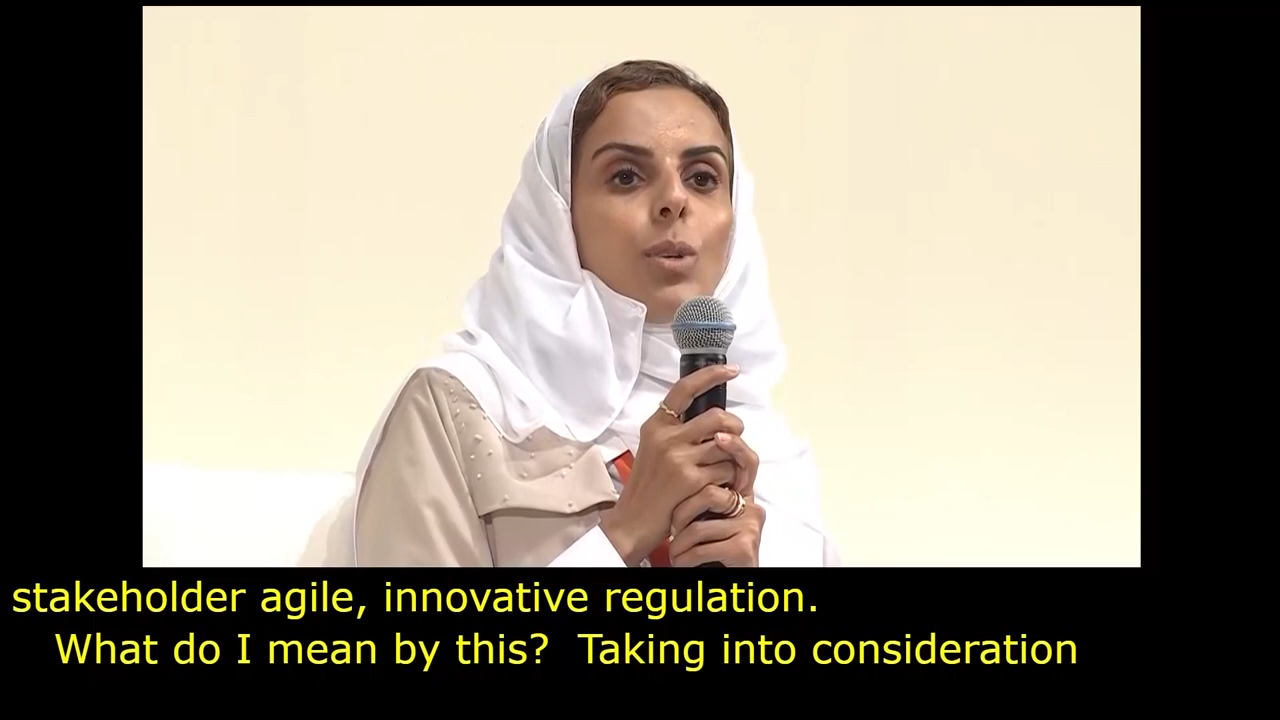 stakeholder agile, innovative regulation.
What do I mean by this?  Taking into consideration